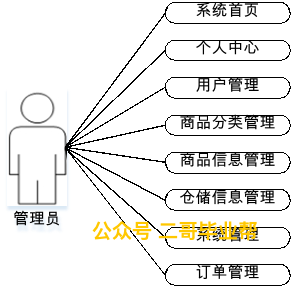 系统首页
个人中心
用户管理
商品分类管理
商品信息管理
仓储信息管理
公众号 二哥毕业帮
系统管理
订单管理
管理员